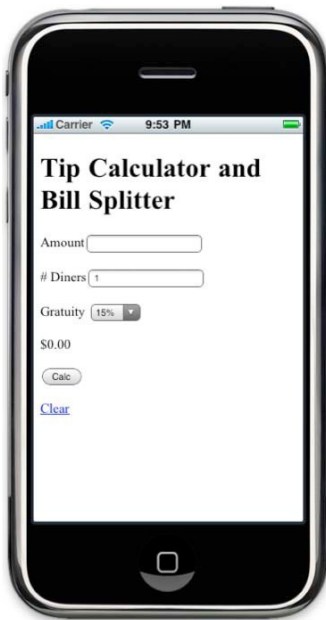 Carrier 9:53 PM
Tip Calculator and
Bill Splitter
Amount
# Diners 1
Gratuity 15%
$0.00
Calc
Clear